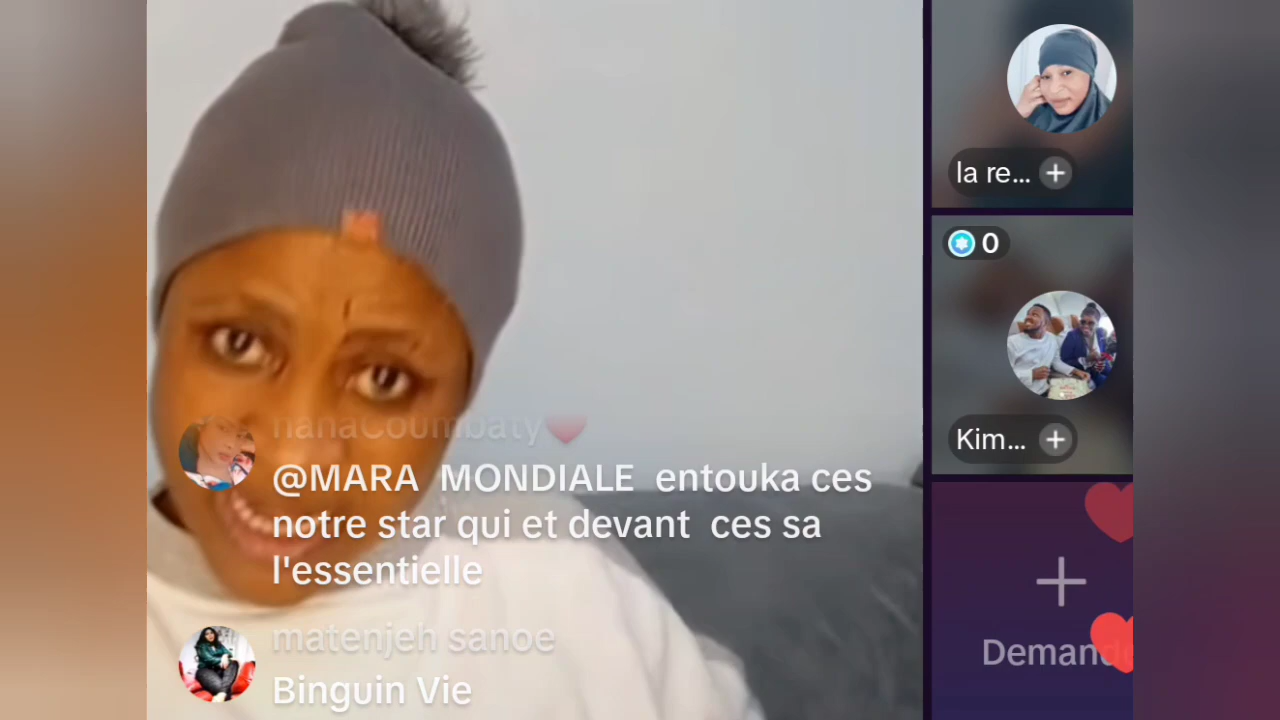 la re...
0
Kim...
nanaCoumbaty❤️
@MARA MONDIALE entouka ces
notre star qui et devant ces sa
l'essentielle
matenjeh sanoe
Binguin Vie